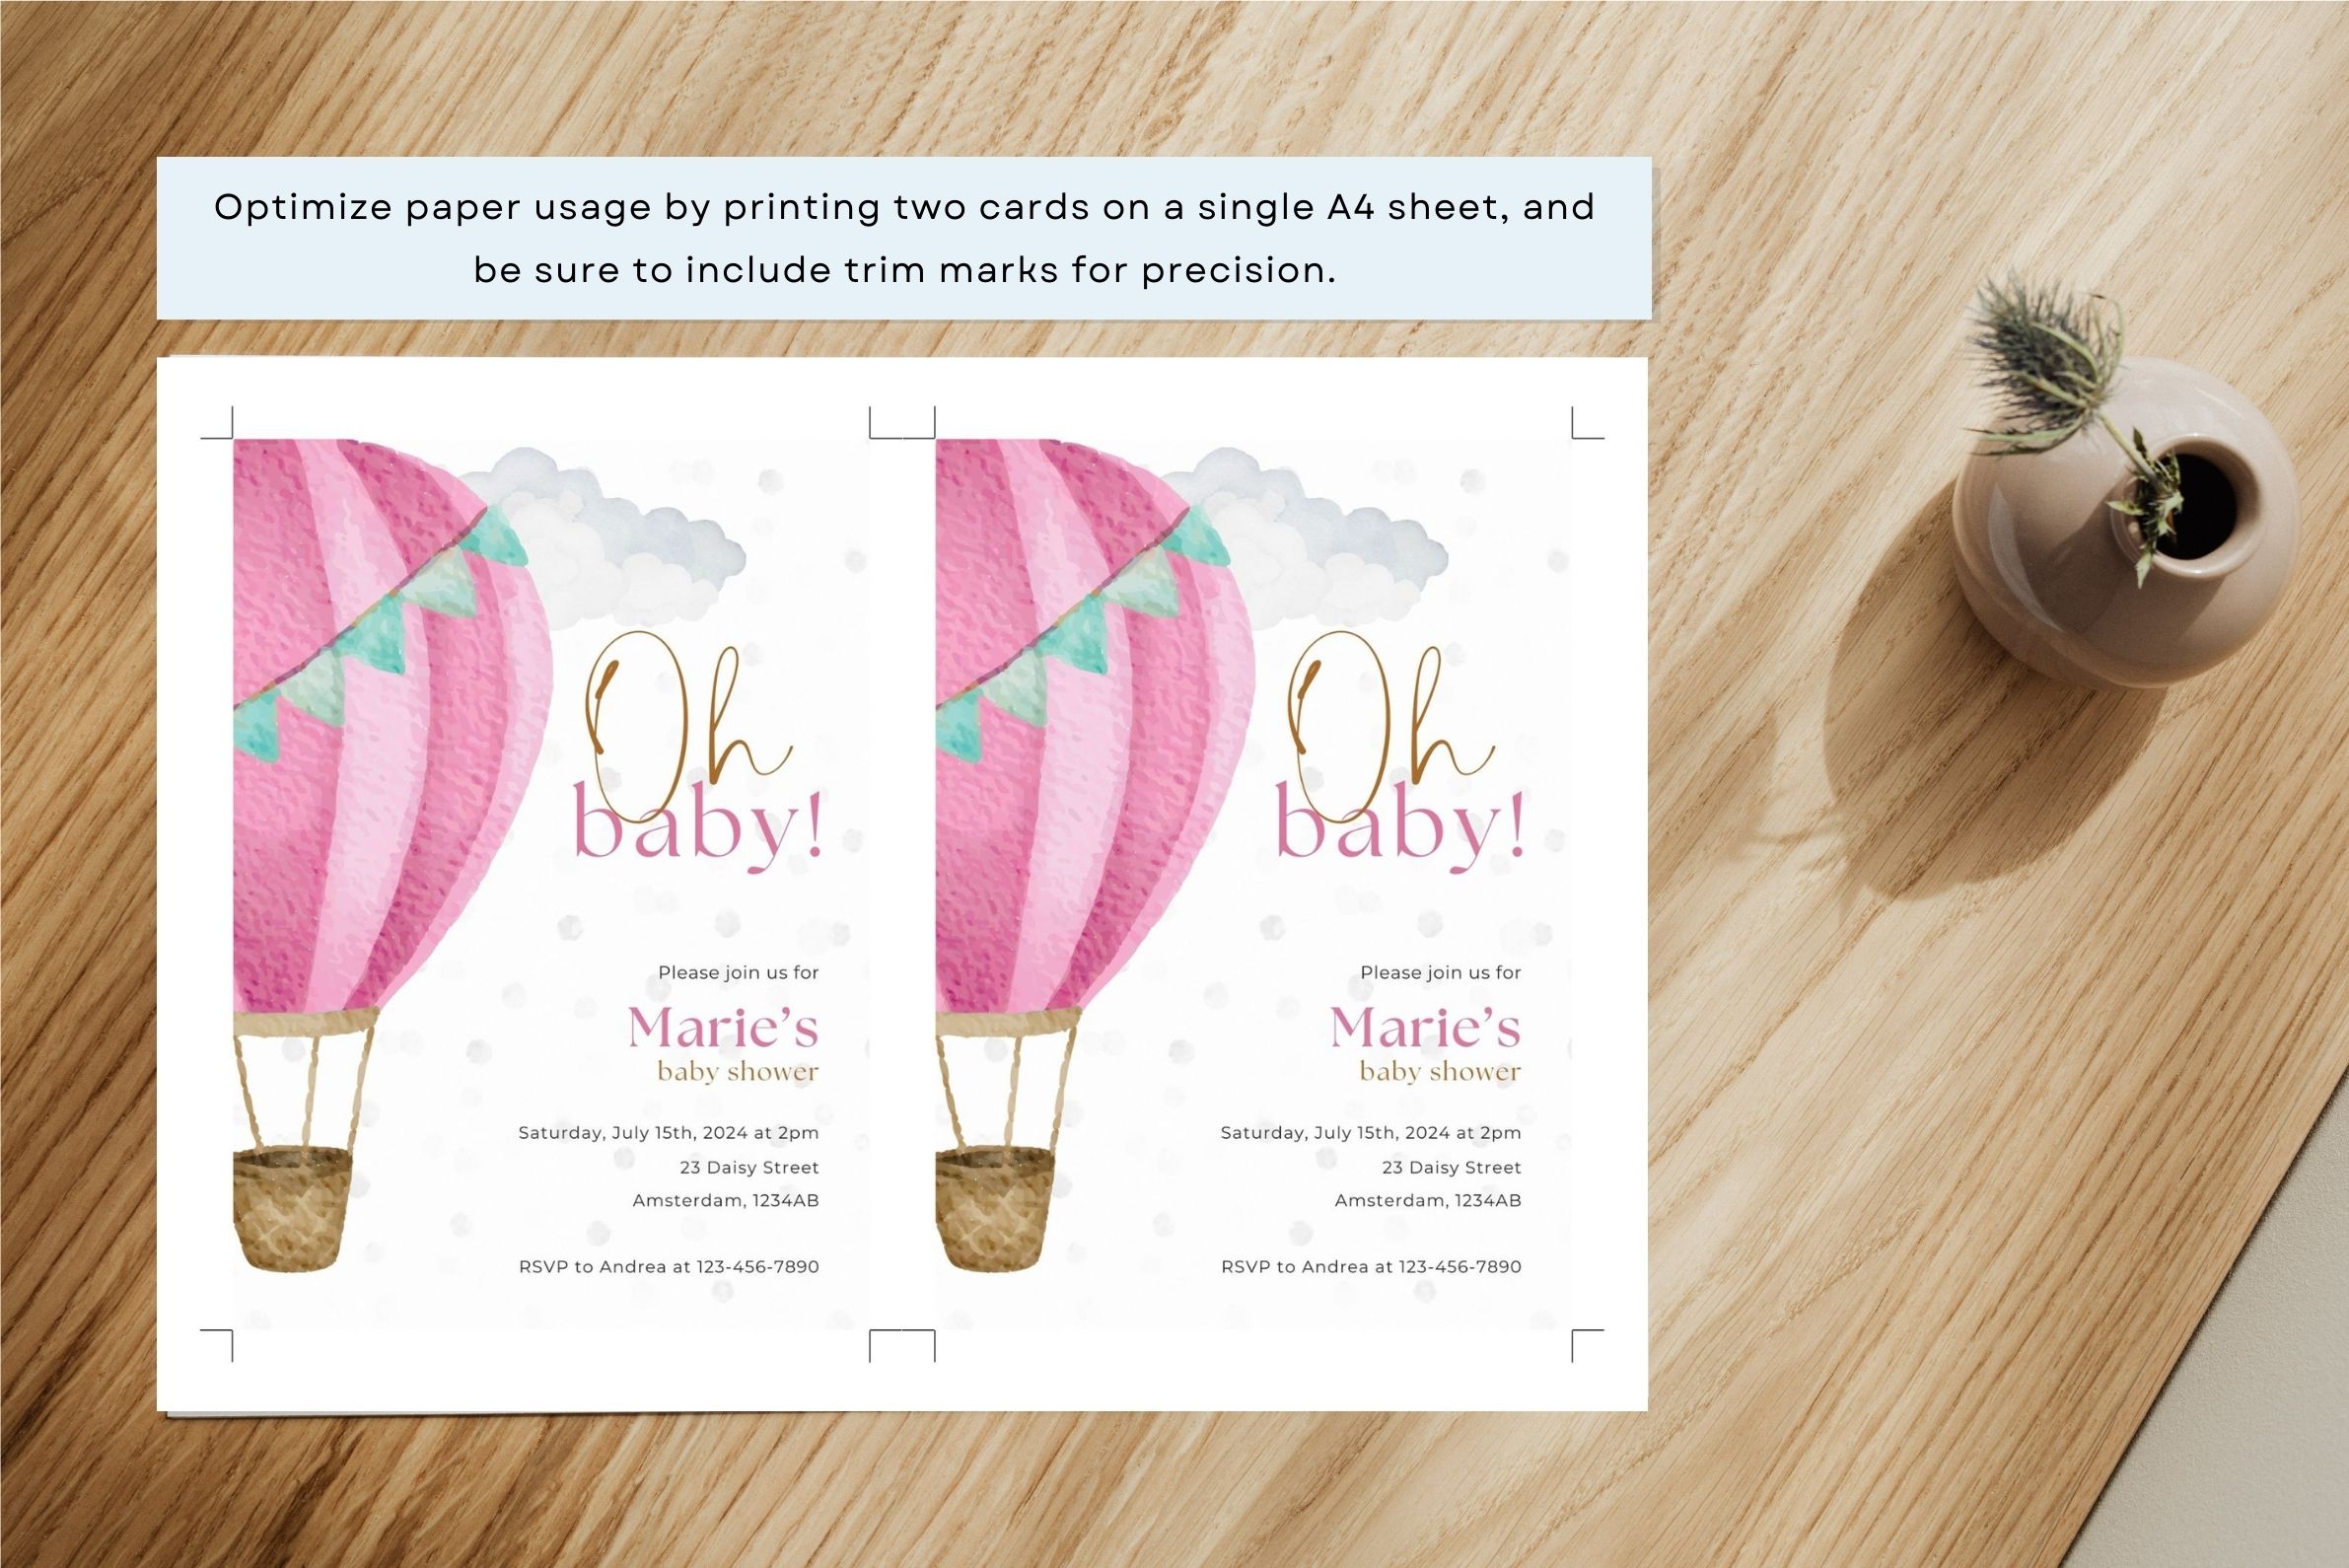 Optimize paper usage by printing two cards on a single A4 sheet, and
be sure to include trim marks for precision.
Oh
baby!
Please join us for
Marie's
baby shower
Saturday, July 15th, 2024 at 2pm
23 Daisy Street
Amsterdam, 1234AB
RSVP to Andrea at 123-456-7890
Oh
baby!
Please join us for
Marie's
baby shower
Saturday, July 15th, 2024 at 2pm
23 Daisy Street
Amsterdam, 1234AB
RSVP to Andrea at 123-456-7890